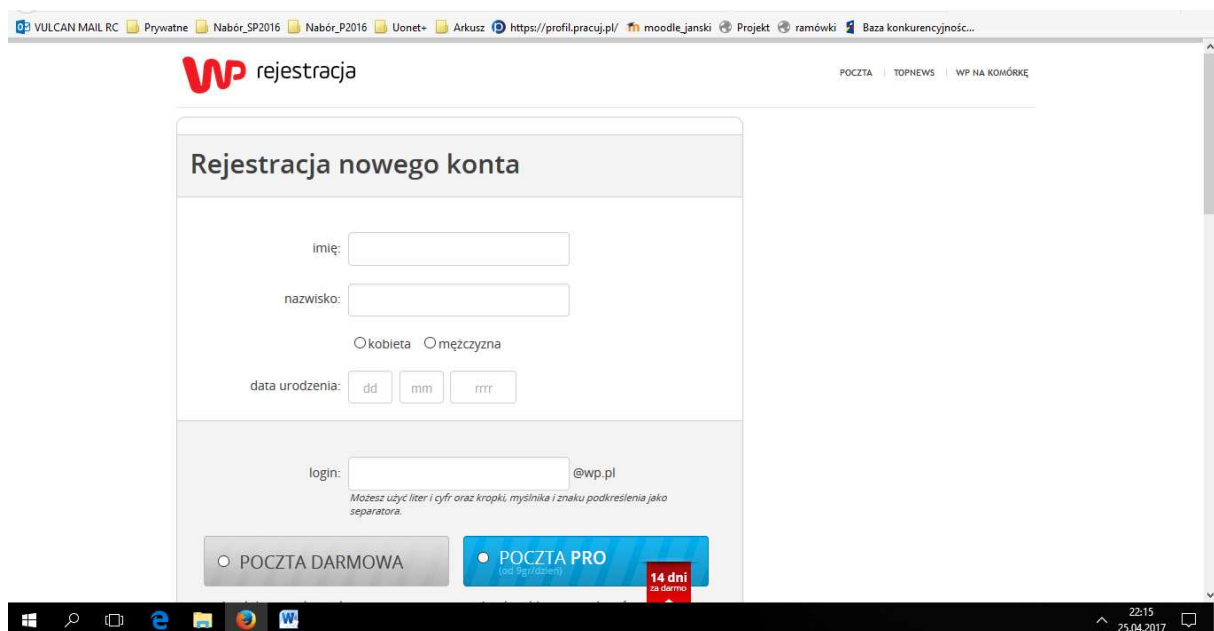 VULCAN MAIL RC Prywatne Nabór_SP2016 Nabór_P2016 Uonet+ Arkusz https://profil.pracuj.pl/ moodle_janski Projekt ramówki Baza konkurencyjnośc...
WP rejestracja
POCZTA | TOPNEWS | WP NA KOMÓRKĘ
Rejestracja nowego konta
imię:
nazwisko:
kobieta mężczyzna
data urodzenia: dd mm rrrr
login: @wp.pl
Możesz użyć liter i cyfr oraz kropki, myślnika i znaku podkreślenia jako
separatora.
POCZTA DARMOWA
POCZTA PRO
(od 9gr/dzień)
14 dni
za darmo
22:15
25.04.2017